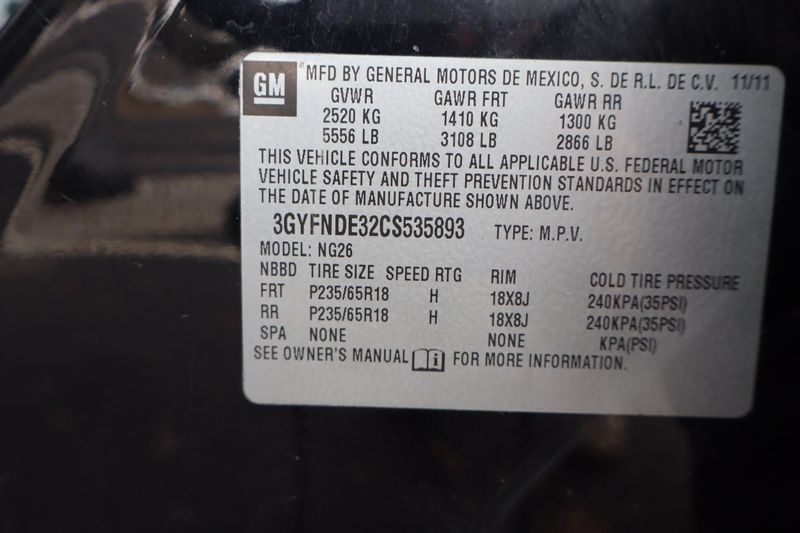 GM MFD BY GENERAL MOTORS DE MEXICO, S. DE R.L. DE C.V. 11/11
GVWR GAWR FRT GAWR RR
2520 KG 1410 KG 1300 KG
5556 LB 3108 LB 2866 LB
THIS VEHICLE CONFORMS TO ALL APPLICABLE U.S. FEDERAL MOTOR
VEHICLE SAFETY AND THEFT PREVENTION STANDARDS IN EFFECT ON
THE DATE OF MANUFACTURE SHOWN ABOVE.
3GYFNDE32CS535893 TYPE: M.P.V.
MODEL: NG26
NBBD TIRE SIZE SPEED RTG RIM COLD TIRE PRESSURE
FRT P235/65R18 H 18X8J 240KPA(35PSI)
RR P235/65R18 H 18X8J 240KPA(35PSI)
SPA NONE NONE KPA(PSI)
SEE OWNER'S MANUAL i FOR MORE INFORMATION.